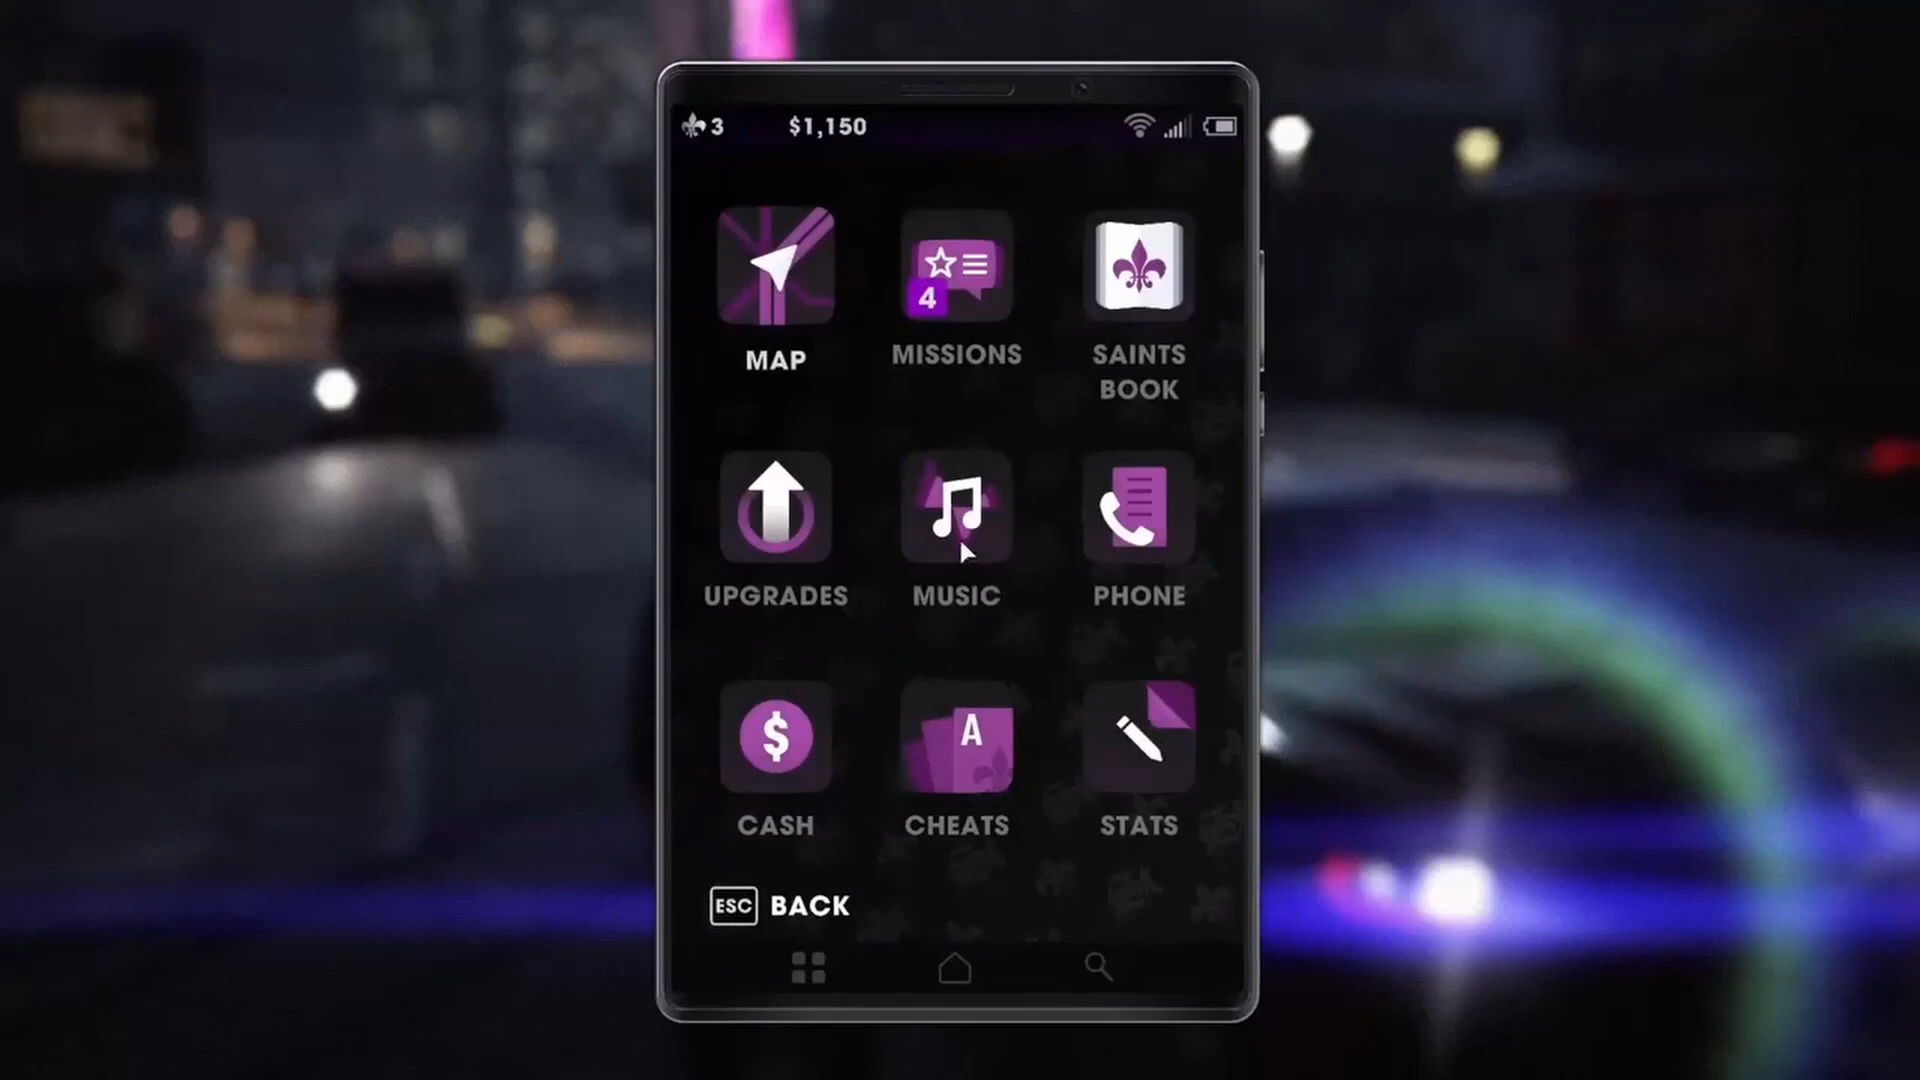 3 $1,150
MAP
MISSIONS
4
SAINTS
BOOK
UPGRADES
MUSIC
PHONE
$
CASH
A
CHEATS
STATS
ESC BACK